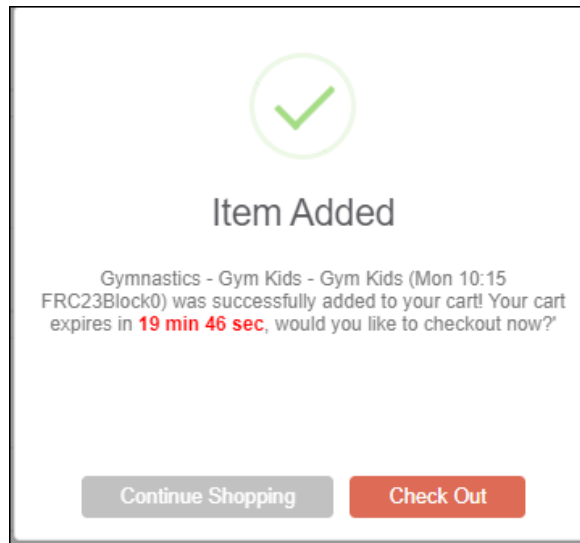 Item Added
Gymnastics - Gym Kids - Gym Kids (Mon 10:15
FRC23Block0) was successfully added to your cart! Your cart
expires in 19 min 46 sec, would you like to checkout now?'
Continue Shopping
Check Out